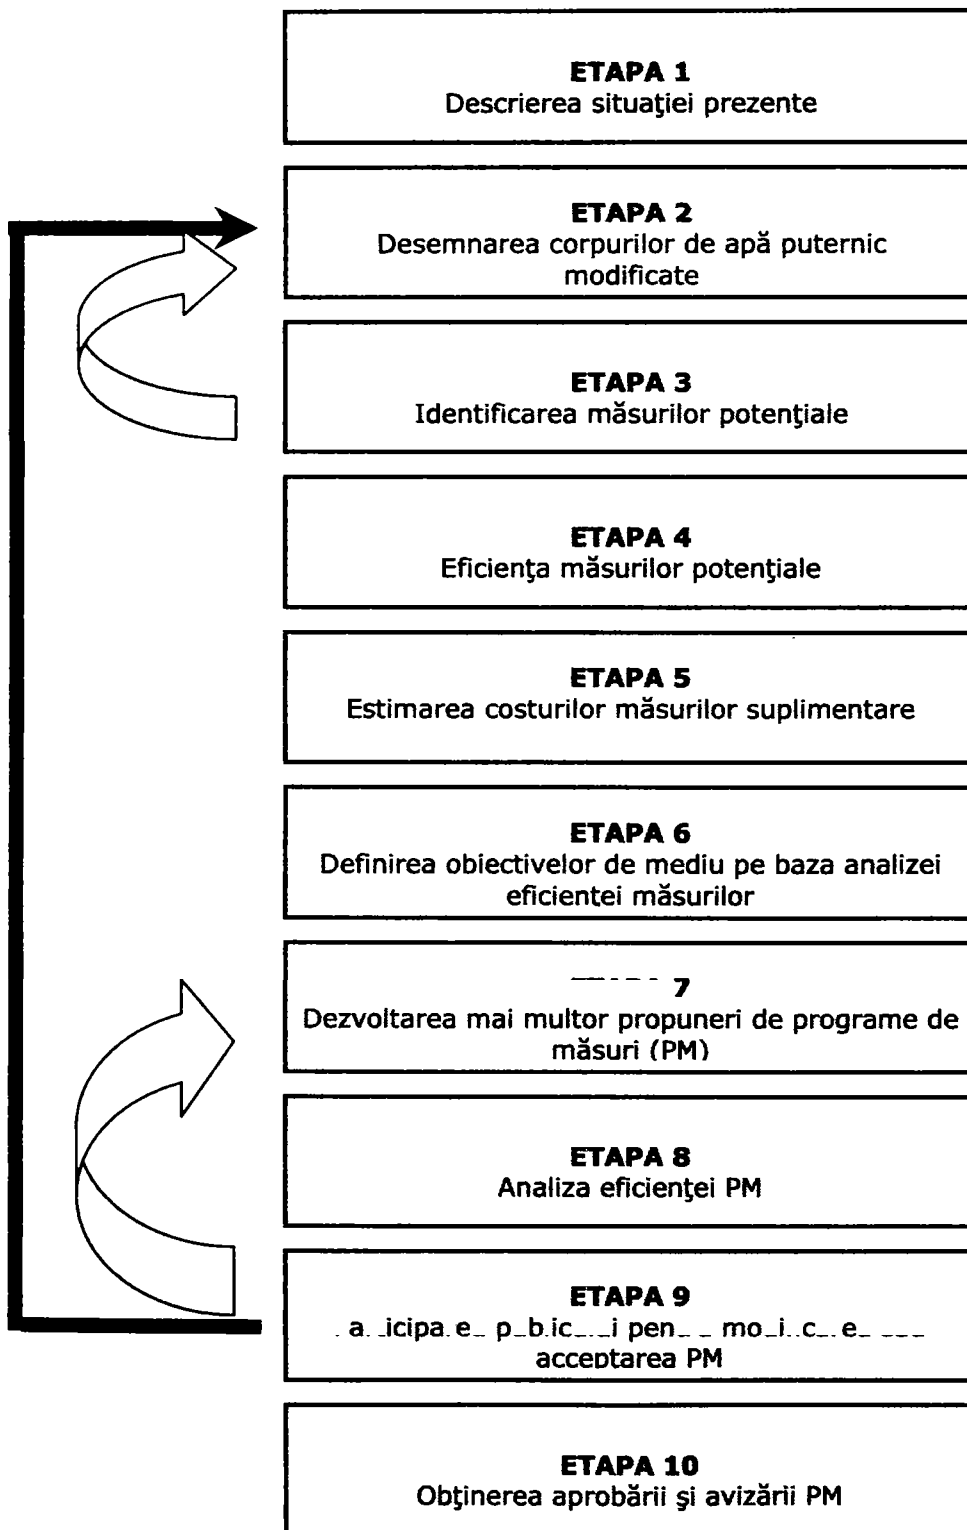 ETAPA 1
Descrierea situaţiei prezente
ETAPA 2
Desemnarea corpurilor de apă puternic
modificate
ETAPA 3
Identificarea măsurilor potenţiale
ETAPA 4
Eficienţa măsurilor potenţiale
ETAPA 5
Estimarea costurilor măsurilor suplimentare
ETAPA 6
Definirea obiectivelor de mediu pe baza analizei
eficientei măsurilor
7
Dezvoltarea mai multor propuneri de programe de
măsuri (PM)
ETAPA 8
Analiza eficienţei PM
ETAPA 9
acceptarea PM
ETAPA 10
Obţinerea aprobării şi avizării PM